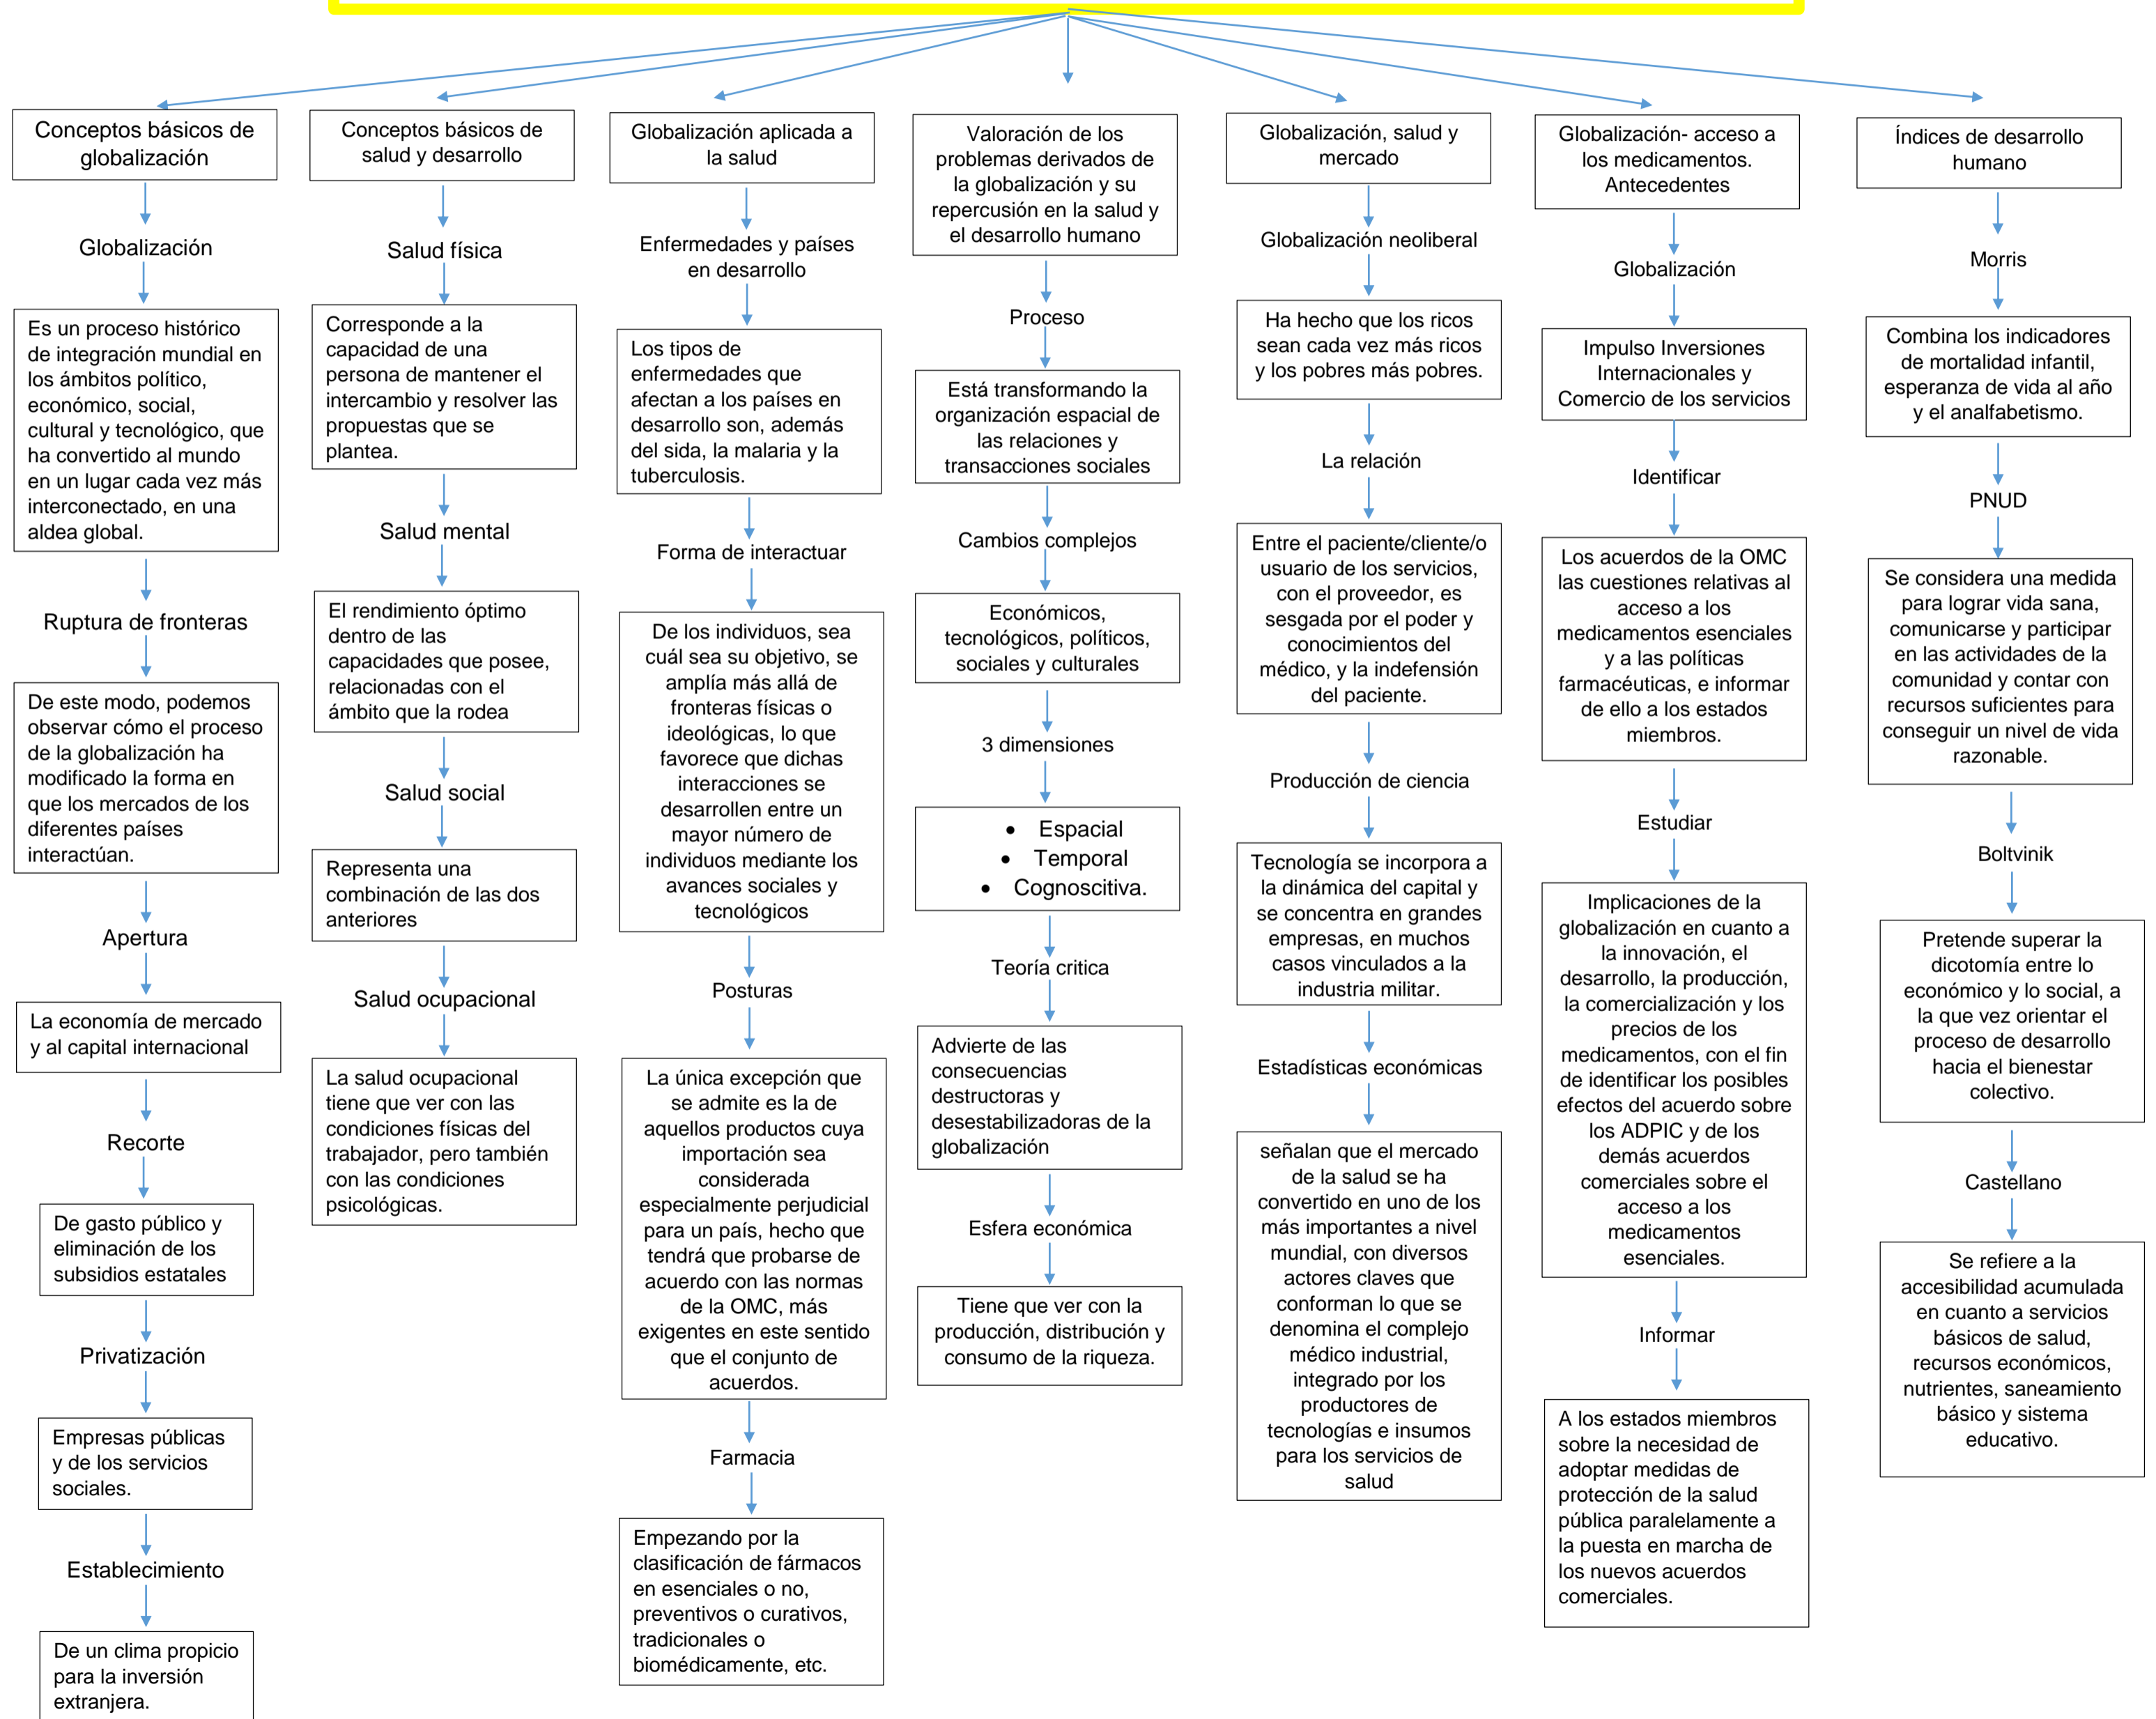 Conceptos básicos de
globalización
Globalización
Es un proceso histórico
de integración mundial en
los ámbitos político,
económico, social,
cultural y tecnológico, que
ha convertido al mundo
en un lugar cada vez más
interconectado, en una
aldea global.
Ruptura de fronteras
De este modo, podemos
observar cómo el proceso
de la globalización ha
modificado la forma en
que los mercados de los
diferentes países
interactúan.
Apertura
La economía de mercado
y al capital internacional
Recorte
De gasto público y
eliminación de los
subsidios estatales
Privatización
Empresas públicas
y de los servicios
sociales.
Establecimiento
De un clima propicio
para la inversión
extranjera.
Conceptos básicos de
salud y desarrollo
Salud física
Corresponde a la
capacidad de una
persona de mantener el
intercambio y resolver las
propuestas que se
plantea.
Salud mental
El rendimiento óptimo
dentro de las
capacidades que posee,
relacionadas con el
ámbito que la rodea
Salud social
Representa una
combinación de las dos
anteriores
Salud ocupacional
La salud ocupacional
tiene que ver con las
condiciones físicas del
trabajador, pero también
con las condiciones
psicológicas.
Globalización aplicada a
la salud
Enfermedades y países
en desarrollo
Los tipos de
enfermedades que
afectan a los países en
desarrollo son, además
del sida, la malaria y la
tuberculosis.
Forma de interactuar
De los individuos, sea
cuál sea su objetivo, se
amplía más allá de
fronteras físicas o
ideológicas, lo que
favorece que dichas
interacciones se
desarrollen entre un
mayor número de
individuos mediante los
avances sociales y
tecnológicos
Posturas
La única excepción que
se admite es la de
aquellos productos cuya
importación sea
considerada
especialmente perjudicial
para un país, hecho que
tendrá que probarse de
acuerdo con las normas
de la OMC, más
exigentes en este sentido
que el conjunto de
acuerdos.
Farmacia
Empezando por la
clasificación de fármacos
en esenciales o no,
preventivos o curativos,
tradicionales o
biomédicamente, etc.
Valoración de los
problemas derivados de
la globalización y su
repercusión en la salud y
el desarrollo humano
Proceso
Está transformando la
organización espacial de
las relaciones y
transacciones sociales
Cambios complejos
Económicos,
tecnológicos, políticos,
sociales y culturales
3 dimensiones
• Espacial
• Temporal
• Cognoscitiva.
Teoría critica
Advierte de las
consecuencias
destructoras y
desestabilizadoras de la
globalización
Esfera económica
Tiene que ver con la
producción, distribución y
consumo de la riqueza.
Globalización, salud y
mercado
Globalización neoliberal
Ha hecho que los ricos
sean cada vez más ricos
y los pobres más pobres.
La relación
Entre el paciente/cliente/o
usuario de los servicios,
con el proveedor, es
sesgada por el poder y
conocimientos del
médico, y la indefensión
del paciente.
Producción de ciencia
Tecnología se incorpora a
la dinámica del capital y
se concentra en grandes
empresas, en muchos
casos vinculados a la
industria militar.
Estadísticas económicas
señalan que el mercado
de la salud se ha
convertido en uno de los
más importantes a nivel
mundial, con diversos
actores claves que
conforman lo que se
denomina el complejo
médico industrial,
integrado por los
productores de
tecnologías e insumos
para los servicios de
salud
Globalización- acceso a
los medicamentos.
Antecedentes
Globalización
Impulso Inversiones
Internacionales y
Comercio de los servicios
Identificar
Los acuerdos de la OMC
las cuestiones relativas al
acceso a los
medicamentos esenciales
y a las políticas
farmacéuticas, e informar
de ello a los estados
miembros.
Estudiar
Implicaciones de la
globalización en cuanto a
la innovación, el
desarrollo, la producción,
la comercialización y los
precios de los
medicamentos, con el fin
de identificar los posibles
efectos del acuerdo sobre
los ADPIC y de los
demás acuerdos
comerciales sobre el
acceso a los
medicamentos
esenciales.
Informar
A los estados miembros
sobre la necesidad de
adoptar medidas de
protección de la salud
pública paralelamente a
la puesta en marcha de
los nuevos acuerdos
comerciales.
Índices de desarrollo
humano
Morris
Combina los indicadores
de mortalidad infantil,
esperanza de vida al año
y el analfabetismo.
PNUD
Se considera una medida
para lograr vida sana,
comunicarse y participar
en las actividades de la
comunidad y contar con
recursos suficientes para
conseguir un nivel de vida
razonable.
Boltvinik
Pretende superar la
dicotomía entre lo
económico y lo social, a
la que vez orientar el
proceso de desarrollo
hacia el bienestar
colectivo.
Castellano
Se refiere a la
accesibilidad acumulada
en cuanto a servicios
básicos de salud,
recursos económicos,
nutrientes, saneamiento
básico y sistema
educativo.